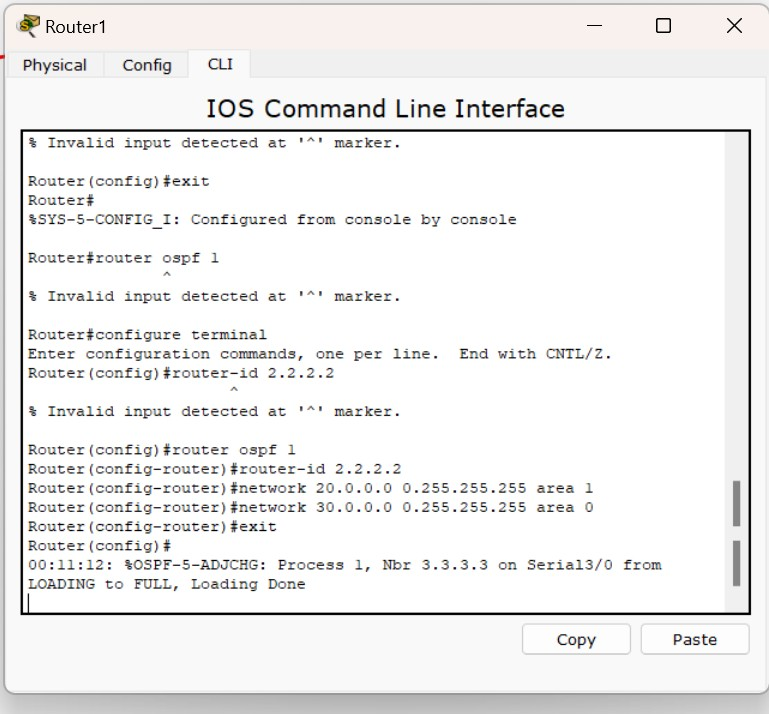 Router1
Physical Config CLI
IOS Command Line Interface
% Invalid input detected at '^' marker.
Router(config)#exit
Router#
%SYS-5-CONFIG_I: Configured from console by console
Router#router ospf 1
^
% Invalid input detected at '^' marker.
Router#configure terminal
Enter configuration commands, one per line.  End with CNTL/Z.
Router(config)#router-id 2.2.2.2
^
% Invalid input detected at '^' marker.
Router(config)#router ospf 1
Router(config-router)#router-id 2.2.2.2
Router(config-router)#network 20.0.0.0 0.255.255.255 area 1
Router(config-router)#network 30.0.0.0 0.255.255.255 area 0
Router(config-router)#exit
Router(config)#
00:11:12: %OSPF-5-ADJCHG: Process 1, Nbr 3.3.3.3 on Serial3/0 from
LOADING to FULL, Loading Done
Copy Paste